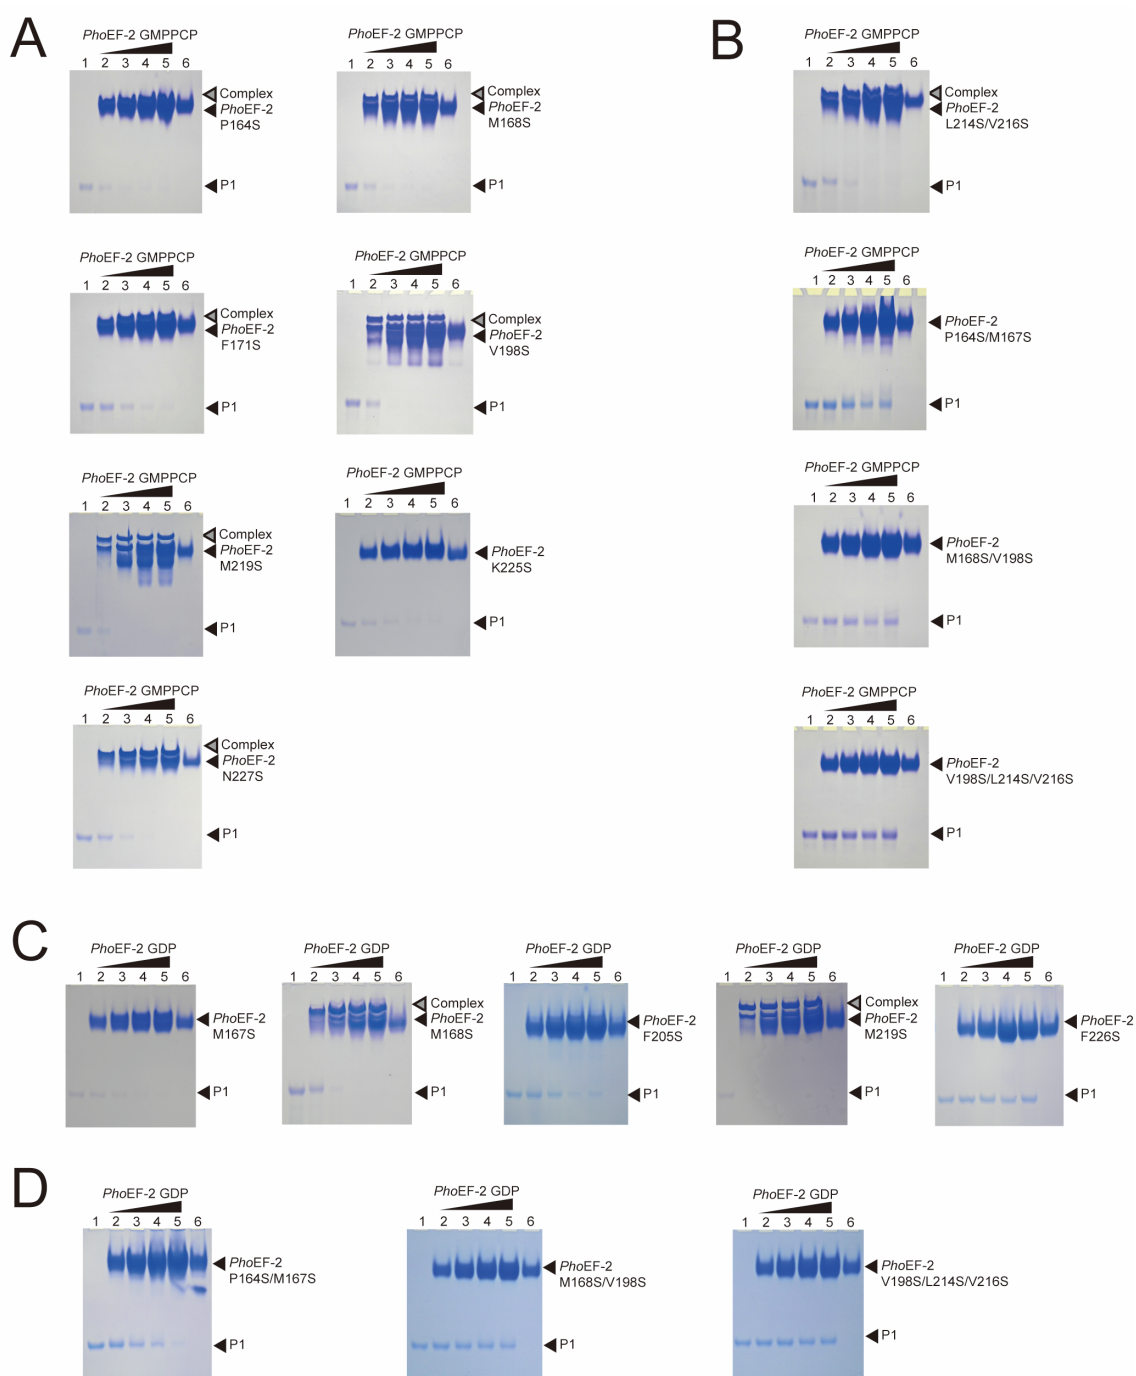 A
B
PhoEF-2 GMPPCP
1 2 3 4 5 6
Complex
PhoEF-2
P164S
P1
PhoEF-2 GMPPCP
1 2 3 4 5 6
Complex
PhoEF-2
M168S
P1
PhoEF-2 GMPPCP
1 2 3 4 5 6
Complex
PhoEF-2
L214S/V216S
P1
PhoEF-2 GMPPCP
1 2 3 4 5 6
Complex
PhoEF-2
F171S
P1
PhoEF-2 GMPPCP
1 2 3 4 5 6
Complex
PhoEF-2
V198S
P1
PhoEF-2 GMPPCP
1 2 3 4 5 6
PhoEF-2
P164S/M167S
P1
PhoEF-2 GMPPCP
1 2 3 4 5 6
Complex
PhoEF-2
M219S
P1
PhoEF-2 GMPPCP
1 2 3 4 5 6
PhoEF-2
K225S
P1
PhoEF-2 GMPPCP
1 2 3 4 5 6
PhoEF-2
M168S/V198S
P1
PhoEF-2 GMPPCP
1 2 3 4 5 6
Complex
PhoEF-2
N227S
P1
PhoEF-2 GMPPCP
1 2 3 4 5 6
PhoEF-2
V198S/L214S/V216S
P1
C
PhoEF-2 GDP
1 2 3 4 5 6
PhoEF-2
M167S
P1
PhoEF-2 GDP
1 2 3 4 5 6
Complex
PhoEF-2
M168S
P1
PhoEF-2 GDP
1 2 3 4 5 6
PhoEF-2
F205S
P1
PhoEF-2 GDP
1 2 3 4 5 6
Complex
PhoEF-2
M219S
P1
PhoEF-2 GDP
1 2 3 4 5 6
PhoEF-2
F226S
P1
D
PhoEF-2 GDP
1 2 3 4 5 6
PhoEF-2
P164S/M167S
P1
PhoEF-2 GDP
1 2 3 4 5 6
PhoEF-2
M168S/V198S
P1
PhoEF-2 GDP
1 2 3 4 5 6
PhoEF-2
V198S/L214S/V216S
P1